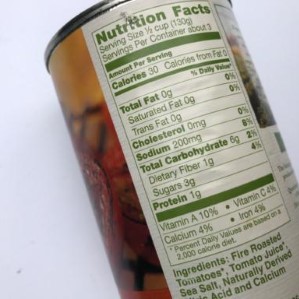 Nutrition Facts
Serving Size ½ cup (130g)
Servings Per Container about 3
Amount Per Serving
Calories 30 Calories from Fat 0
% Daily Value*
Total Fat 0g 0%
Saturated Fat 0g 0%
Trans Fat 0g
Cholesterol 0mg 0%
Sodium 200mg 8%
Total Carbohydrate 6g 2%
Dietary Fiber 1g 4%
Sugars 3g
Protein 1g
Vitamin A 10% • Vitamin C 4%
Calcium 4% • Iron 4%
* Percent Daily Values are based on a
2,000 calorie diet.
Ingredients: Fire Roasted
Tomatoes*, Tomato Juice*,
Sea Salt, Naturally Derived
Acid and Calcium